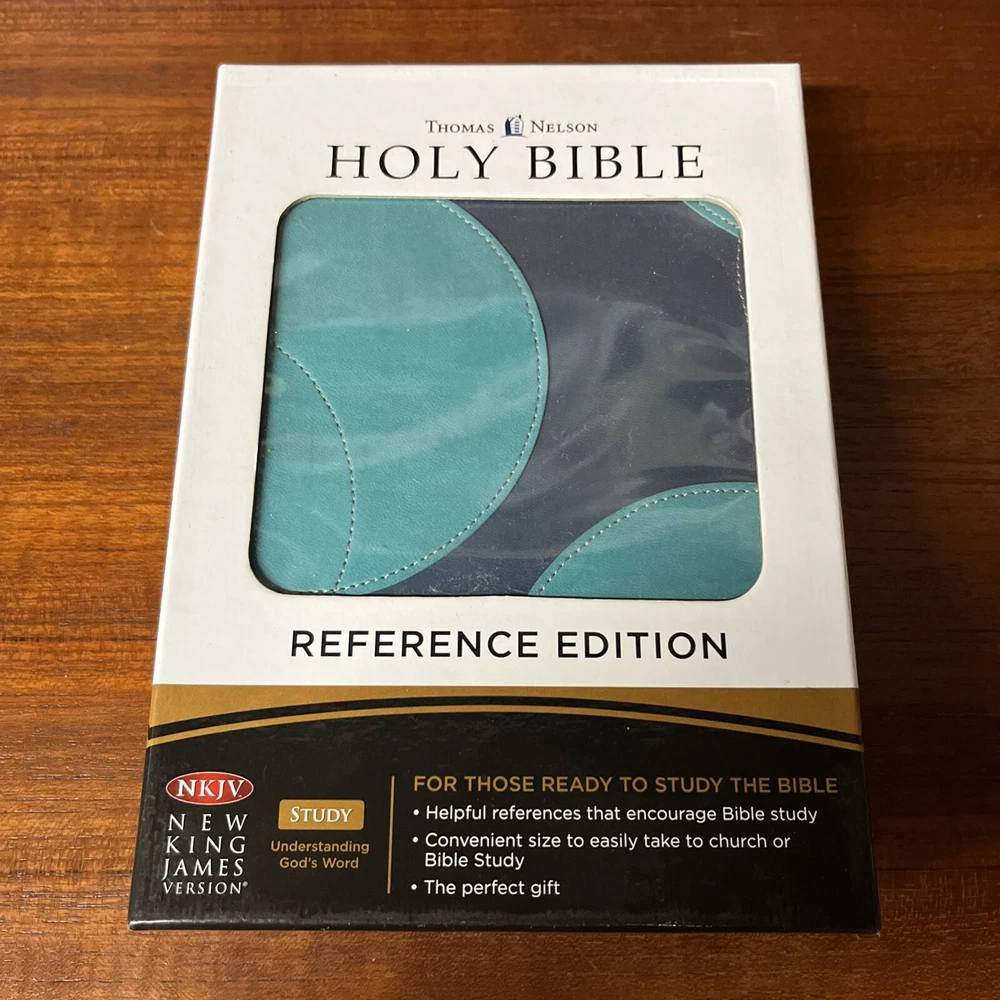 THOMAS NELSON
HOLY BIBLE
REFERENCE EDITION
NKJV
NEW
KING
JAMES
VERSION®
STUDY
Understanding
God's Word
FOR THOSE READY TO STUDY THE BIBLE
• Helpful references that encourage Bible study
• Convenient size to easily take to church or
Bible Study
• The perfect gift